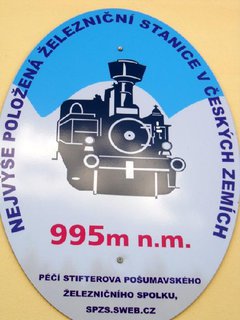 NEJVÝŠE POLOŽENÁ ŽELEZNIČNÍ STANICE V ČESKÝCH ZEMÍCH
995m n.m.
PÉČÍ STIFTEROVA POŠUMAVSKÉHO
ŽELEZNIČNÍHO SPOLKU,
SPZS.SWEB.CZ